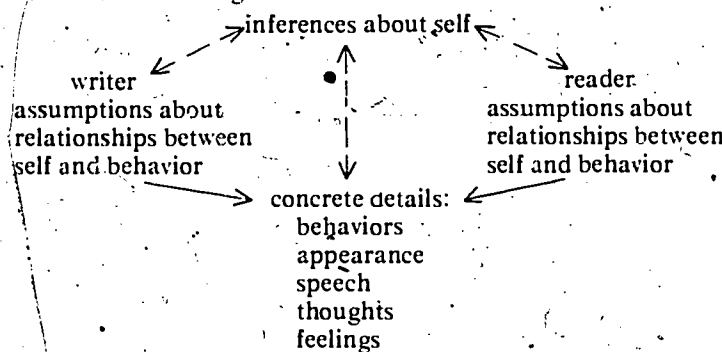 inferences about self
writer
assumptions about
relationships between
self and behavior
reader
assumptions about
relationships between
self and behavior
concrete details:
behaviors
appearance
speech
thoughts
feelings